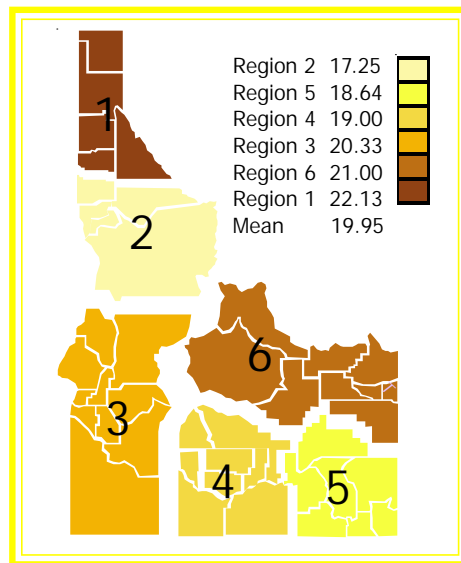 Region 2 17.25
Region 5 18.64
Region 4 19.00
Region 3 20.33
Region 6 21.00
Region 1 22.13
Mean 19.95
1
2
6
3
4
5